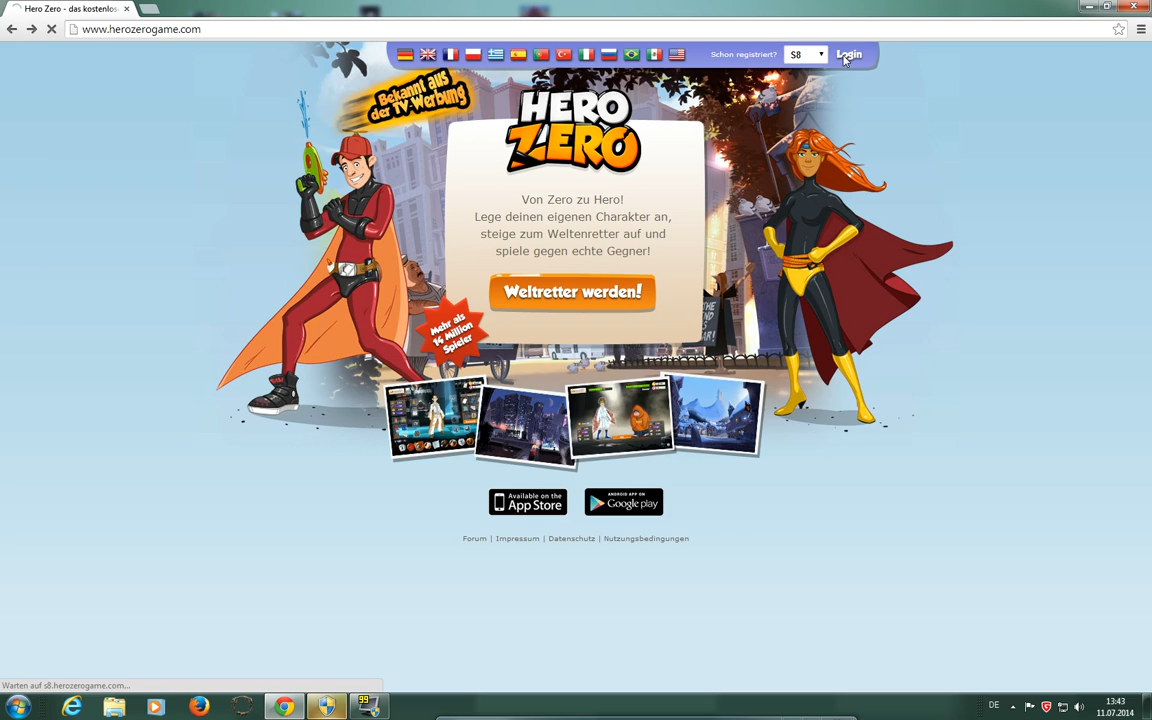 Hero Zero - das kostenlos
www.herozerogame.com
Schon registriert?
S8
Login
Bekannt aus
der TV-Werbung
HERO
ZERO
Von Zero zu Hero!
Lege deinen eigenen Charakter an,
steige zum Weltenretter auf und
spiele gegen echte Gegner!
Weltretter werden!
Mehr als
14 Million
Spieler
Available on the
App Store
ANDROID APP ON
Google play
Forum | Impressum | Datenschutz | Nutzungsbedingungen
Warten auf s8.herozerogame.com...
99
DE
13:43
11.07.2014